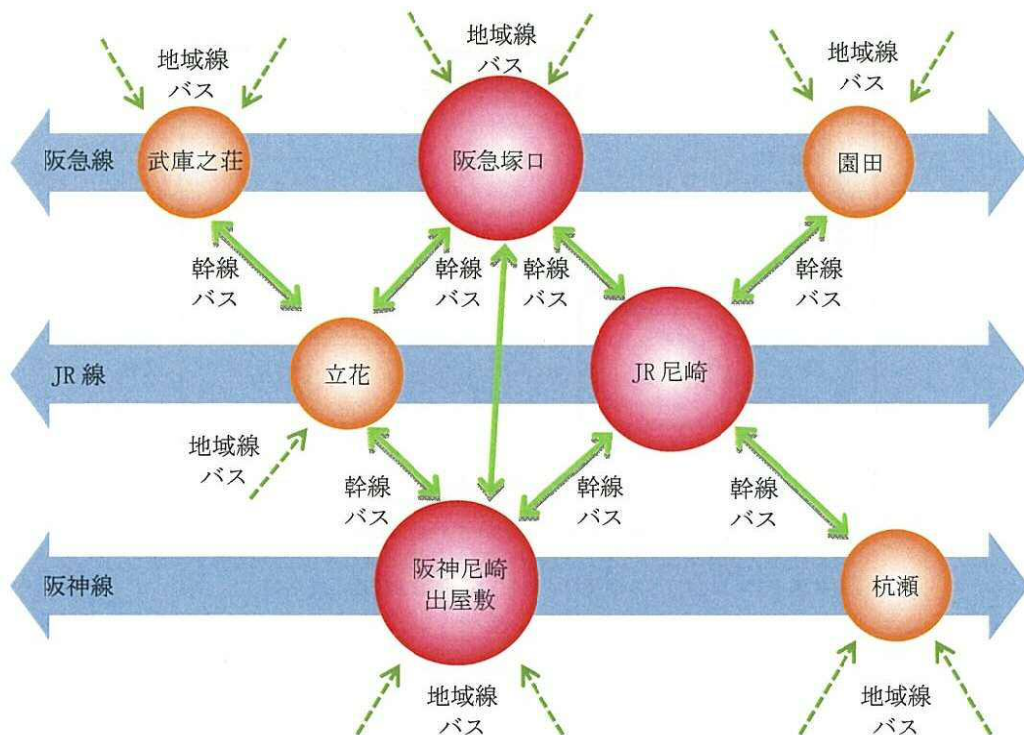 地域線
バス
地域線
バス
地域線
バス
阪急線
武庫之荘
阪急塚口
園田
幹線
バス
幹線
バス
幹線
バス
幹線
バス
JR線
立花
JR尼崎
地域線
バス
幹線
バス
幹線
バス
幹線
バス
阪神線
阪神尼崎
出屋敷
杭瀬
地域線
バス
地域線
バス